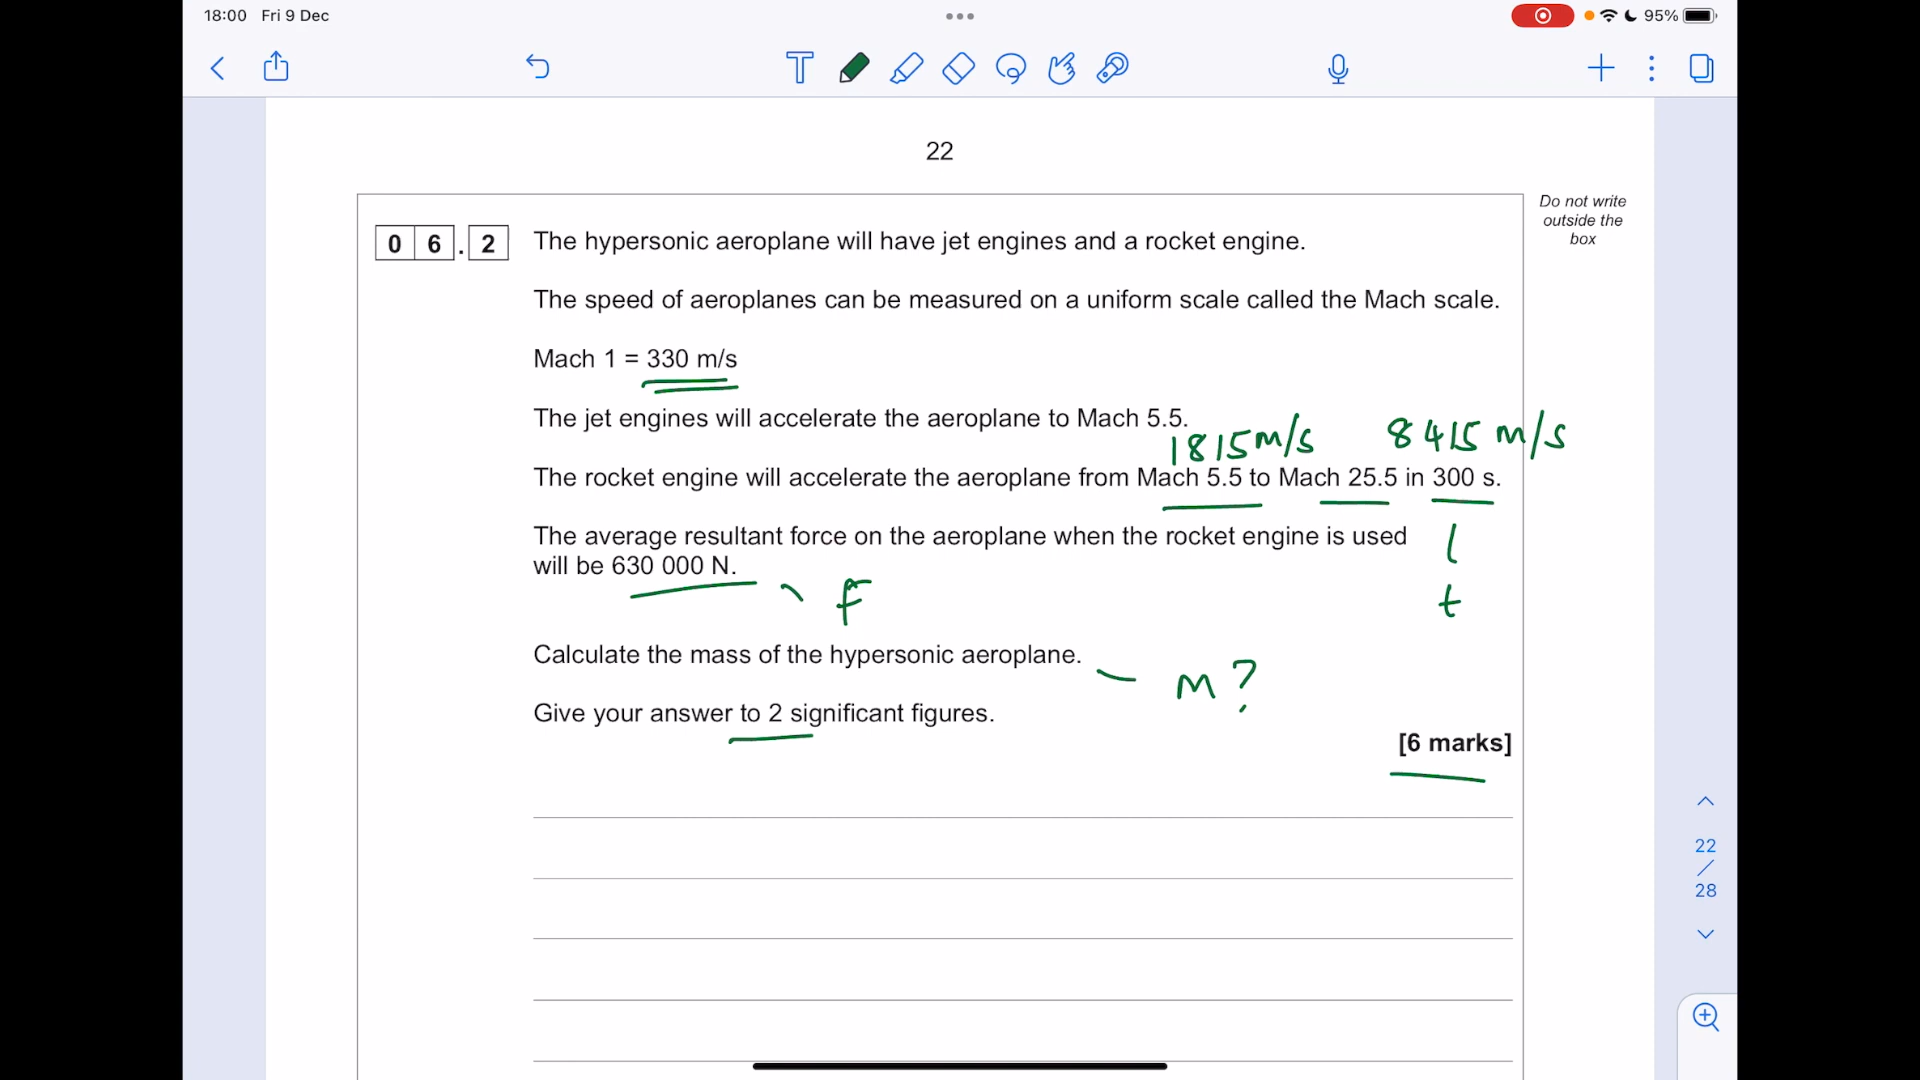 18:00 Fri 9 Dec
95%
22
Do not write
outside the
box
0 6 . 2 The hypersonic aeroplane will have jet engines and a rocket engine.
The speed of aeroplanes can be measured on a uniform scale called the Mach scale.
Mach 1 = 330 m/s
The jet engines will accelerate the aeroplane to Mach 5.5.
1815 m/s 8415 m/s
The rocket engine will accelerate the aeroplane from Mach 5.5 to Mach 25.5 in 300 s.
The average resultant force on the aeroplane when the rocket engine is used
will be 630 000 N.
F
t
Calculate the mass of the hypersonic aeroplane.
m ?
Give your answer to 2 significant figures.
[6 marks]
22
/
28